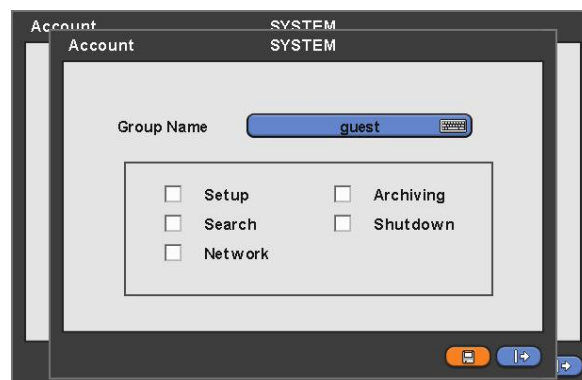 Account SYSTEM
Account SYSTEM
Group Name guest
Setup Archiving
Search Shutdown
Network